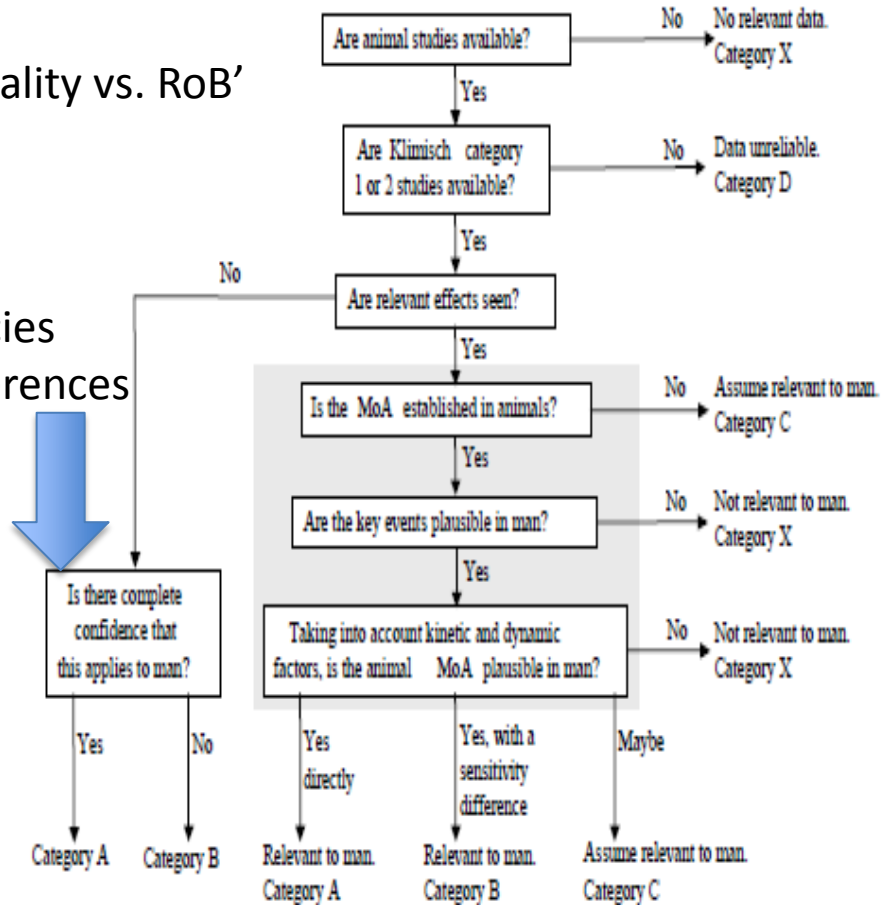 Are animal studies available?
No
No relevant data.
Category X
ality vs. RoB’
Yes
Are Klimisch category
1 or 2 studies available?
No
Data unreliable.
Category D
Yes
No
Are relevant effects seen?
cies
rences
Yes
Is the MoA established in animals?
No
Assume relevant to man.
Category C
Yes
Are the key events plausible in man?
No
Not relevant to man.
Category X
Yes
Is there complete
confidence that
this applies to man?
Taking into account kinetic and dynamic
factors, is the animal MoA plausible in man?
No
Not relevant to man.
Category X
Yes
No
Yes
directly
Yes, with a
sensitivity
difference
Maybe
Category A
Category B
Relevant to man.
Category A
Relevant to man.
Category B
Assume relevant to man.
Category C